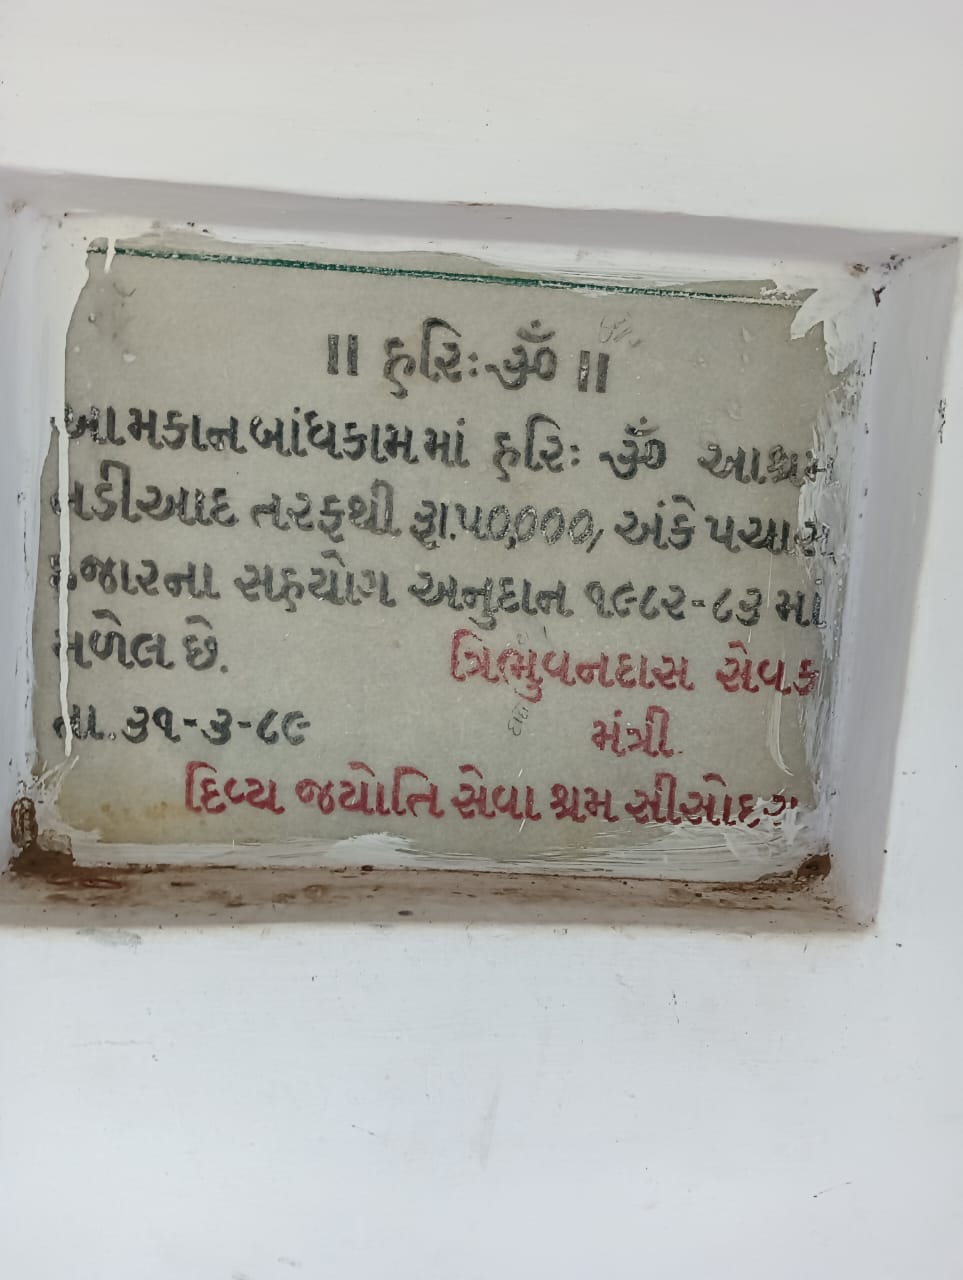 ॥ હરિઃ ૐ ॥
આ મકાન બાંધકામમાં હરિઃ ૐ આશ્રમ
નડીઆદ તરફથી રૂા.૫૦,૦૦૦/ અંકે પચાસ
હજારના સહયોગ અનુદાન ૧૯૮૨-૮૩ માં
મળેલ છે.
ત્રિભુવનદાસ સેવક
તા. ૩૧-૩-૮૯
મંત્રી
દિવ્ય જ્યોતિ સેવા શ્રમ સીસોદરા